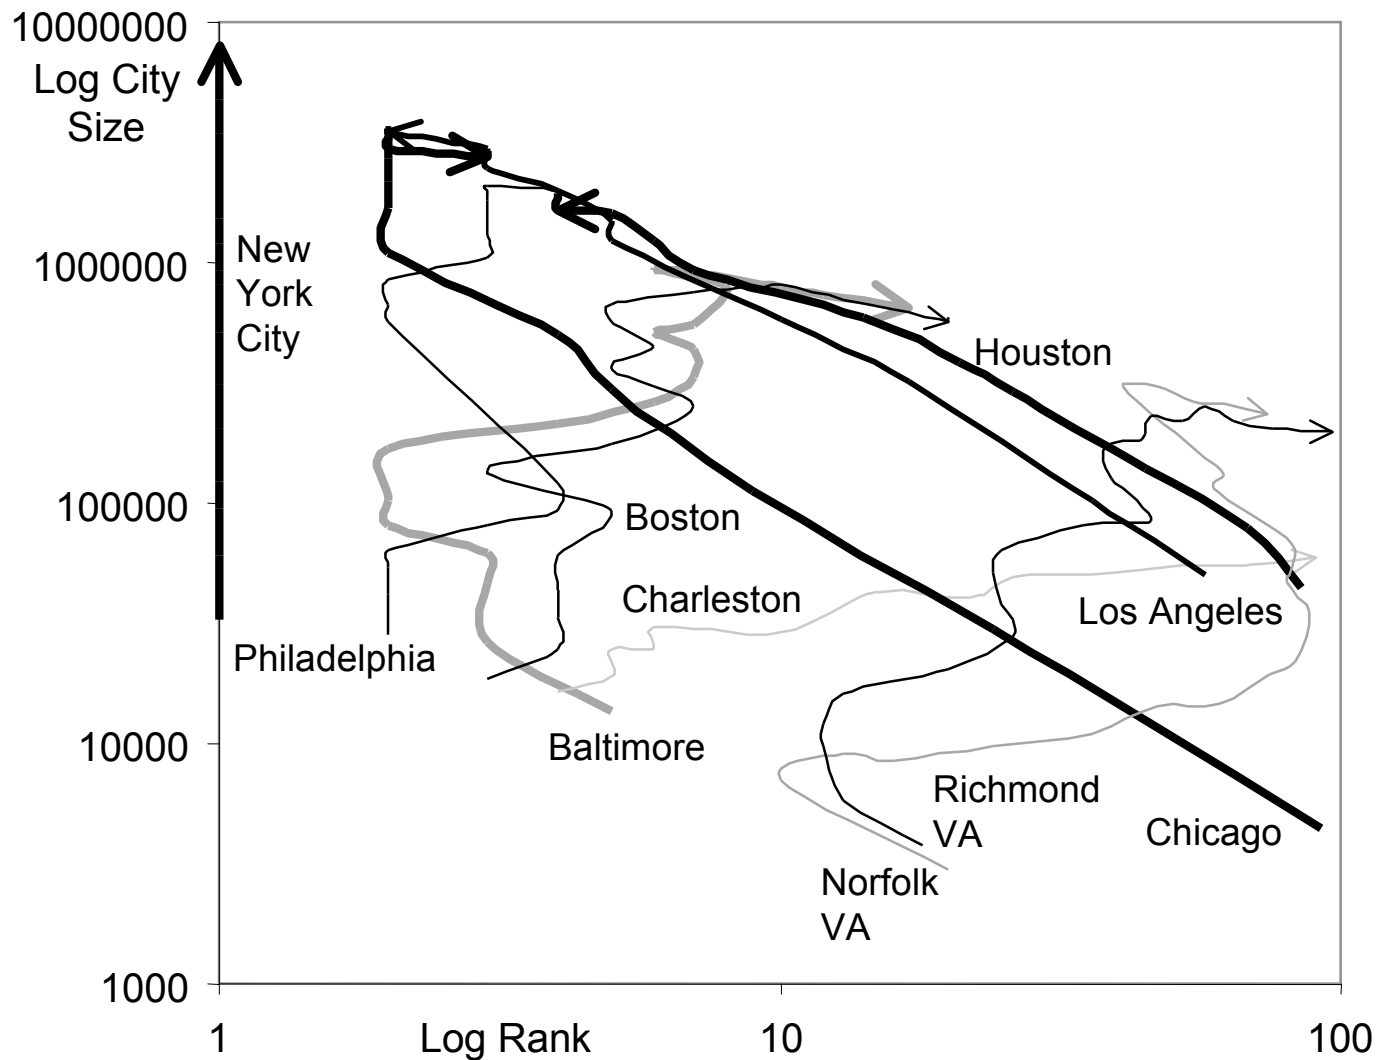 10000000
Log City
Size
New
York
City
1000000
Houston
100000
Boston
Charleston
Los Angeles
Philadelphia
Baltimore
10000
Richmond
VA
Chicago
Norfolk
VA
1000
1
Log Rank
10
100